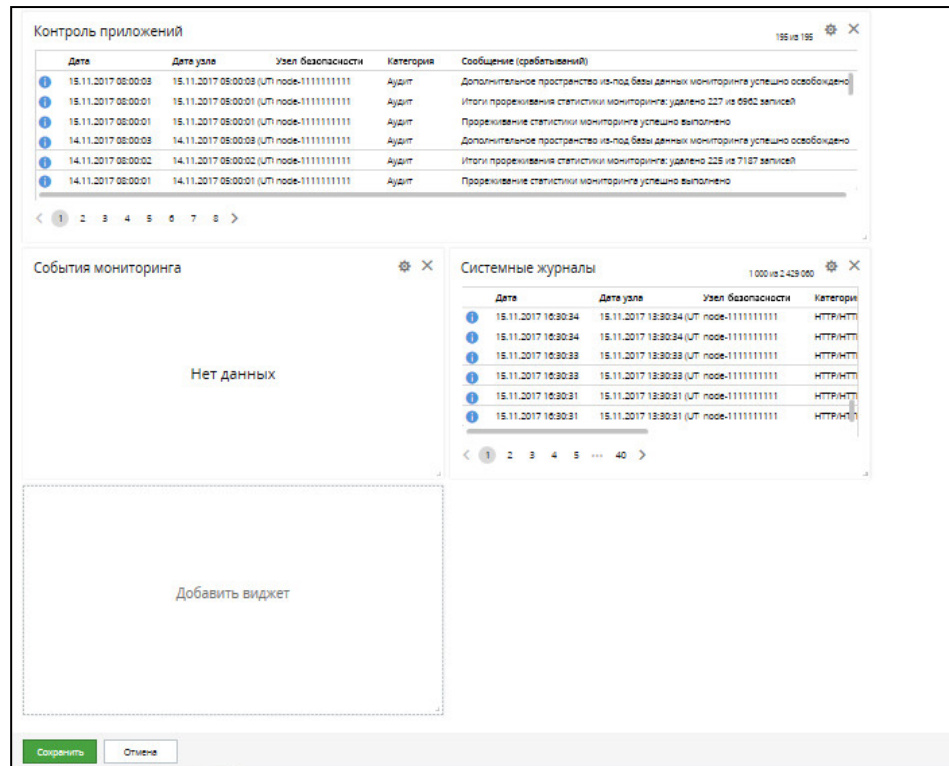 Контроль приложений
195 из 195
Дата Дата узла Узел безопасности Категория Сообщение (срабатываний)
15.11.2017 08:00:03 15.11.2017 05:00:03 (UTC node-1111111111 Аудит Дополнительное пространство из-под базы данных мониторинга успешно освобождено
15.11.2017 08:00:01 15.11.2017 05:00:01 (UTC node-1111111111 Аудит Итоги прореживания статистики мониторинга: удалено 227 из 6962 записей
15.11.2017 08:00:01 15.11.2017 05:00:01 (UTC node-1111111111 Аудит Прореживание статистики мониторинга успешно выполнено
14.11.2017 08:00:03 14.11.2017 05:00:03 (UTC node-1111111111 Аудит Дополнительное пространство из-под базы данных мониторинга успешно освобождено
14.11.2017 08:00:02 14.11.2017 05:00:02 (UTC node-1111111111 Аудит Итоги прореживания статистики мониторинга: удалено 225 из 7187 записей
14.11.2017 08:00:01 14.11.2017 05:00:01 (UTC node-1111111111 Аудит Прореживание статистики мониторинга успешно выполнено
< 1 2 3 4 5 6 7 8 >
События мониторинга
Нет данных
Системные журналы
1 000 из 2 429 060
Дата Дата узла Узел безопасности Категори
15.11.2017 16:30:34 15.11.2017 13:30:34 (UT node-1111111111 HTTP/HTT
15.11.2017 16:30:34 15.11.2017 13:30:34 (UT node-1111111111 HTTP/HTT
15.11.2017 16:30:33 15.11.2017 13:30:33 (UT node-1111111111 HTTP/HTT
15.11.2017 16:30:33 15.11.2017 13:30:33 (UT node-1111111111 HTTP/HTT
15.11.2017 16:30:31 15.11.2017 13:30:31 (UT node-1111111111 HTTP/HTT
15.11.2017 16:30:31 15.11.2017 13:30:31 (UT node-1111111111 HTTP/HTT
< 1 2 3 4 5 ... 40 >
Добавить виджет
Сохранить Отмена